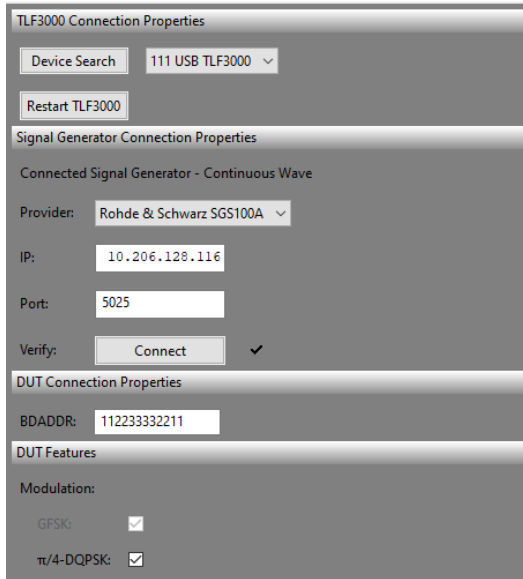 TLF3000 Connection Properties
Device Search 111 USB TLF3000
Restart TLF3000
Signal Generator Connection Properties
Connected Signal Generator - Continuous Wave
Provider: Rohde & Schwarz SGS100A
IP: 10.206.128.116
Port: 5025
Verify: Connect
DUT Connection Properties
BDADDR: 112233332211
DUT Features
Modulation:
GFSK:
π/4-DQPSK: